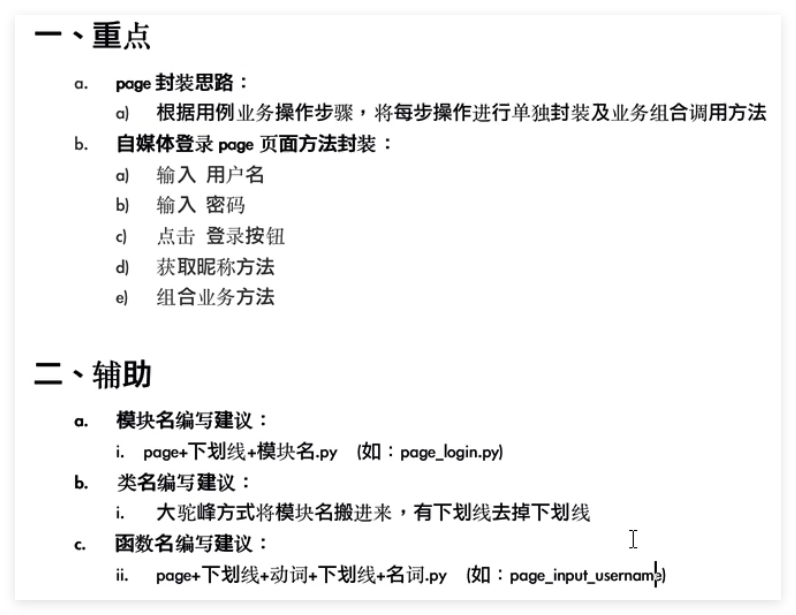 一、重点
a. page 封装思路：
a) 根据用例业务操作步骤，将每步操作进行单独封装及业务组合调用方法
b. 自媒体登录 page 页面方法封装：
a) 输入 用户名
b) 输入 密码
c) 点击 登录按钮
d) 获取昵称方法
e) 组合业务方法
二、辅助
a. 模块名编写建议：
i. page+下划线+模块名.py (如：page_login.py)
b. 类名编写建议：
i. 大驼峰方式将模块名搬进来，有下划线去掉下划线
c. 函数名编写建议：
ii. page+下划线+动词+下划线+名词.py (如：page_input_username)